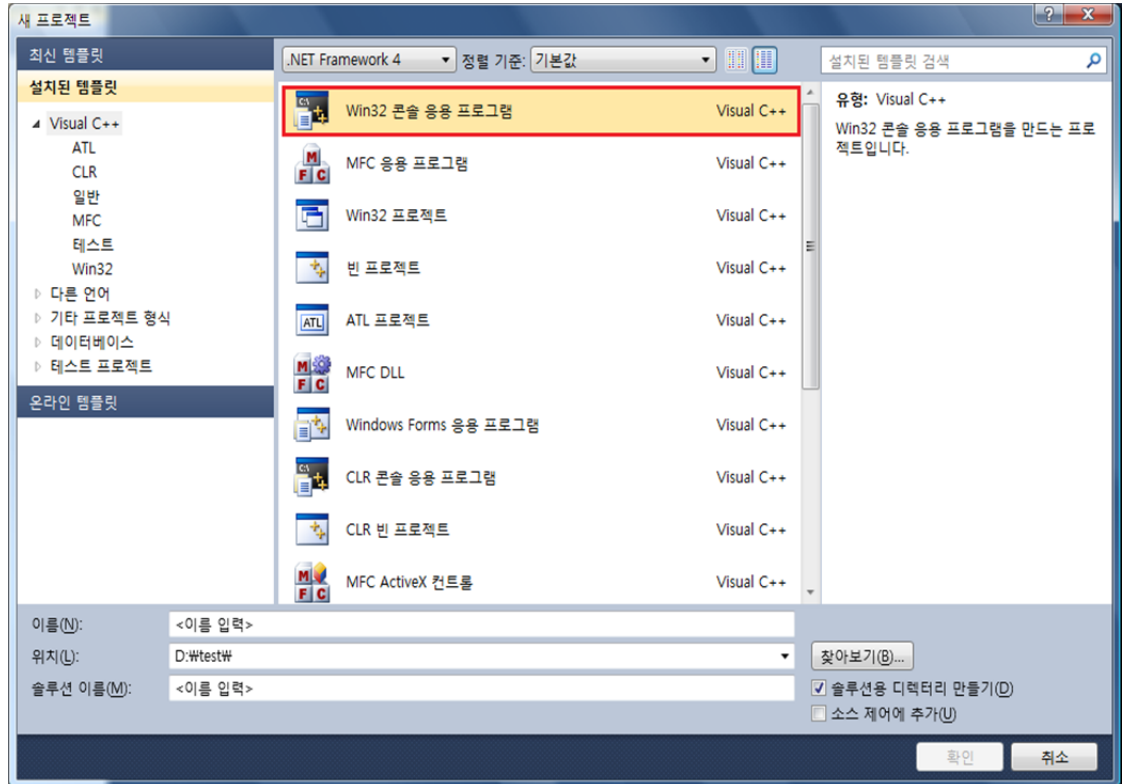 새 프로젝트
최신 템플릿
설치된 템플릿
Visual C++
ATL
CLR
일반
MFC
테스트
Win32
다른 언어
기타 프로젝트 형식
데이터베이스
테스트 프로젝트
온라인 템플릿
.NET Framework 4 정렬 기준: 기본값
Win32 콘솔 응용 프로그램 Visual C++
MFC 응용 프로그램 Visual C++
Win32 프로젝트 Visual C++
빈 프로젝트 Visual C++
ATL 프로젝트 Visual C++
MFC DLL Visual C++
Windows Forms 응용 프로그램 Visual C++
CLR 콘솔 응용 프로그램 Visual C++
CLR 빈 프로젝트 Visual C++
MFC ActiveX 컨트롤 Visual C++
설치된 템플릿 검색
유형: Visual C++
Win32 콘솔 응용 프로그램을 만드는 프로
젝트입니다.
이름(N): <이름 입력>
위치(L): D:₩test₩ 찾아보기(B)...
솔루션 이름(M): <이름 입력> 솔루션용 디렉터리 만들기(D)
소스 제어에 추가(U)
확인 취소